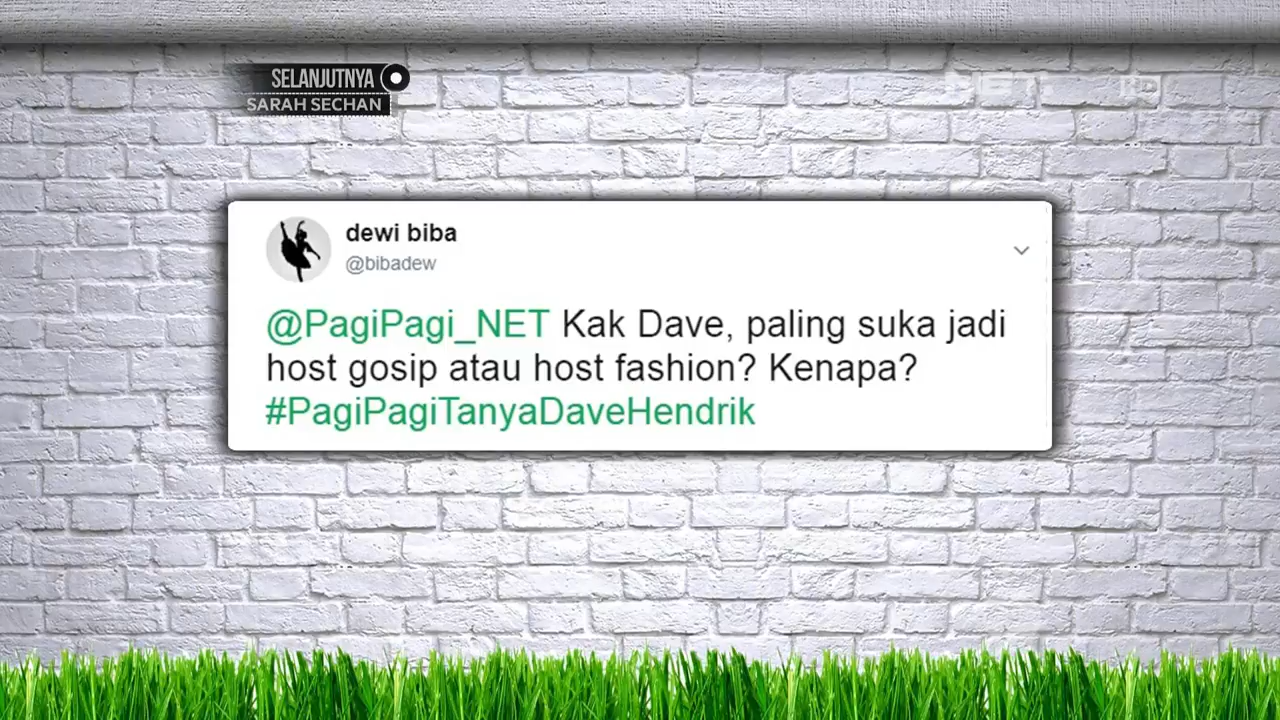 SELANJUTNYA
SARAH SECHAN
dewi biba
@bibadew
@PagiPagi_NET Kak Dave, paling suka jadi
host gosip atau host fashion? Kenapa?
#PagiPagiTanyaDaveHendrik